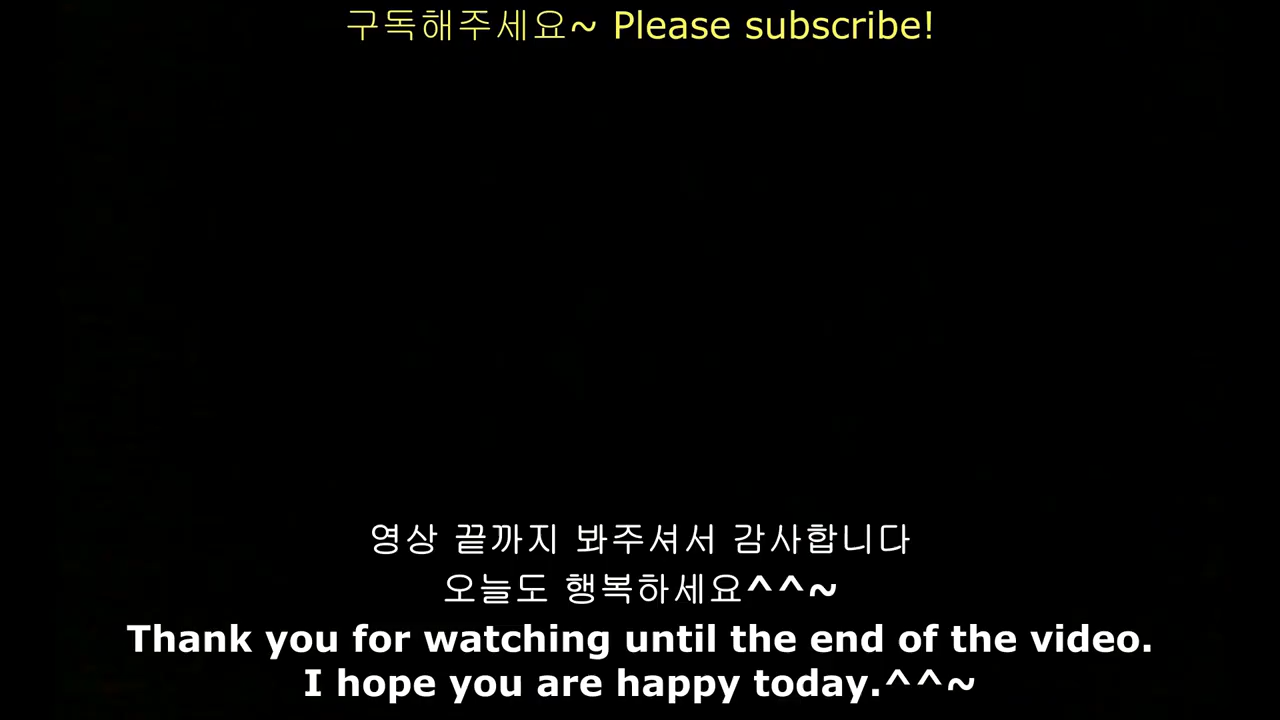 구독해주세요~ Please subscribe!
영상 끝까지 봐주셔서 감사합니다
오늘도 행복하세요^^~
Thank you for watching until the end of the video.
I hope you are happy today.^^~